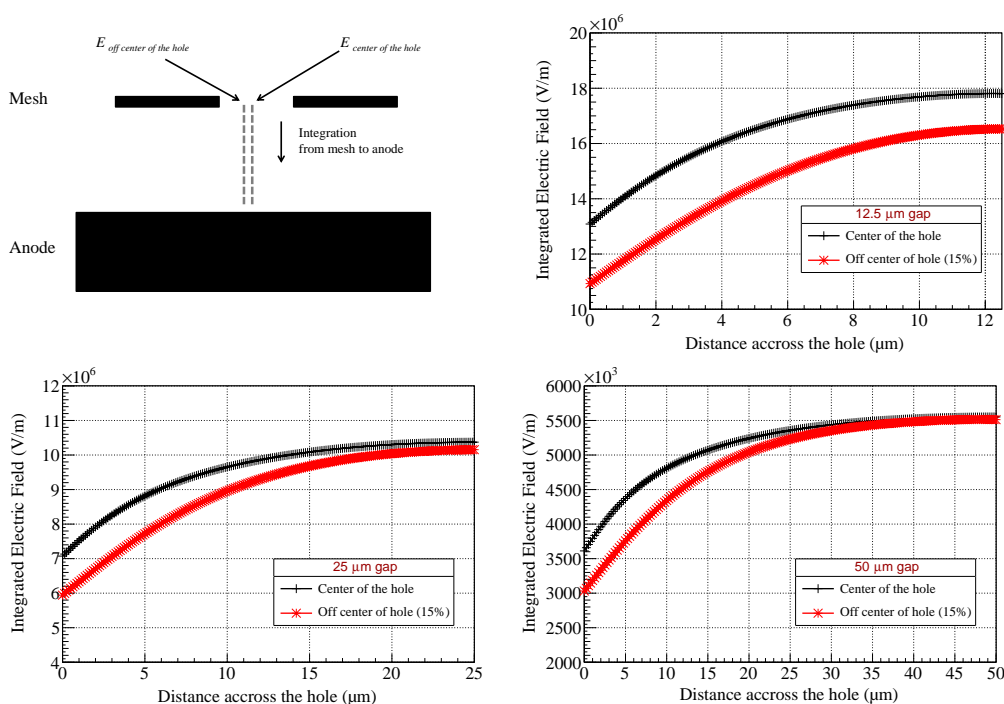 E off center of the hole
E center of the hole
Mesh
Integration
from mesh to anode
Anode
×10⁶
20
18
16
14
12
10
Integrated Electric Field (V/m)
12.5 μm gap
Center of the hole
Off center of hole (15%)
0 2 4 6 8 10 12
Distance accross the hole (μm)
×10⁶
12
11
10
9
8
7
6
5
4
Integrated Electric Field (V/m)
25 μm gap
Center of the hole
Off center of hole (15%)
0 5 10 15 20 25
Distance accross the hole (μm)
×10³
6000
5500
5000
4500
4000
3500
3000
2500
2000
Integrated Electric Field (V/m)
50 μm gap
Center of the hole
Off center of hole (15%)
0 5 10 15 20 25 30 35 40 45 50
Distance accross the hole (μm)